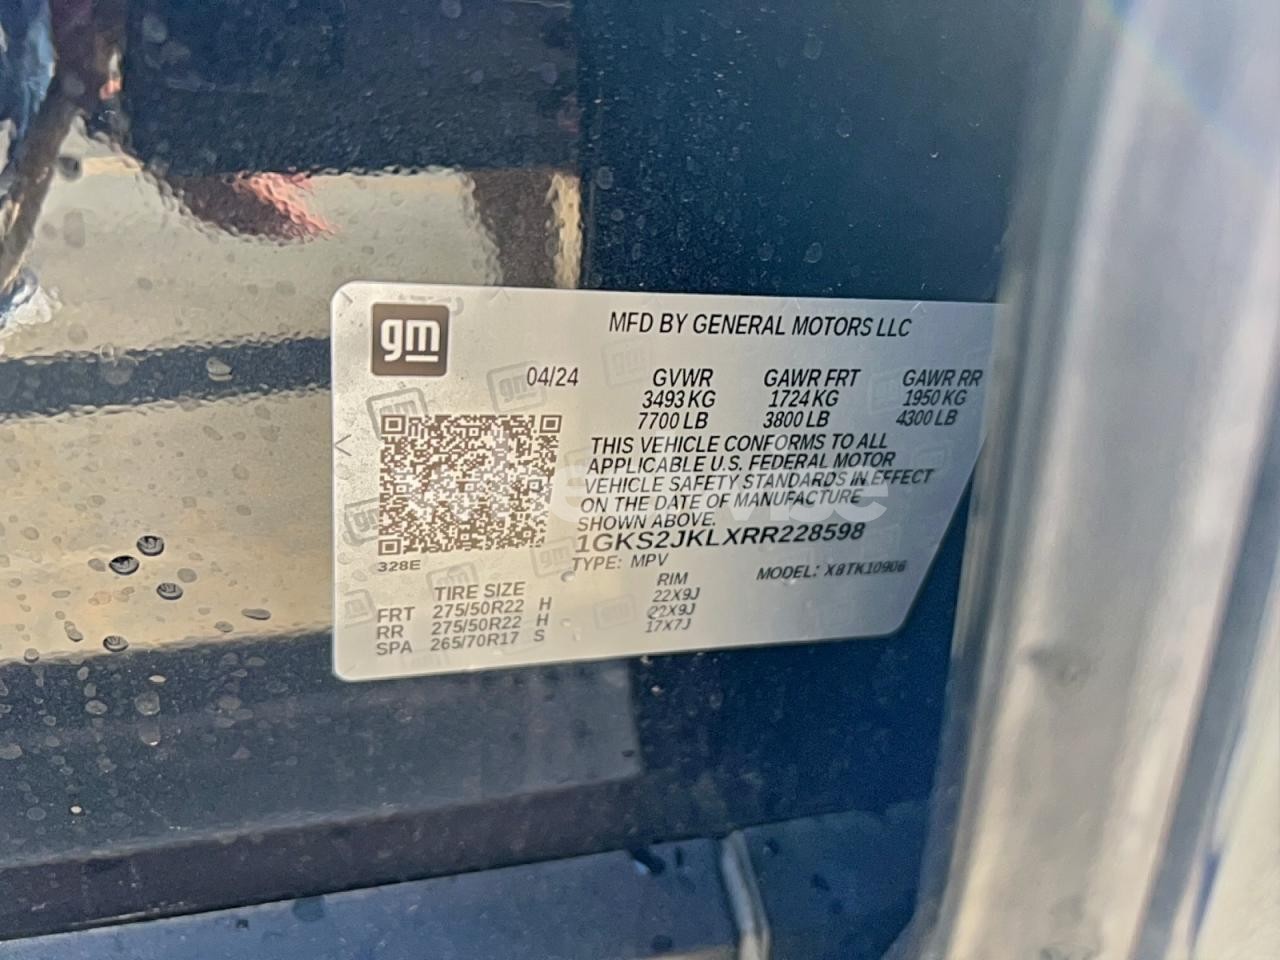 gm
MFD BY GENERAL MOTORS LLC
04/24 GVWR GAWR FRT GAWR RR
3493 KG 1724 KG 1950 KG
7700 LB 3800 LB 4300 LB
THIS VEHICLE CONFORMS TO ALL
APPLICABLE U.S. FEDERAL MOTOR
VEHICLE SAFETY STANDARDS IN EFFECT
ON THE DATE OF MANUFACTURE
SHOWN ABOVE.
1GKS2JKLXRR228598
328E
TYPE: MPV MODEL: X8TK10906
TIRE SIZE RIM
FRT 275/50R22 H 22X9J
RR 275/50R22 H 22X9J
SPA 265/70R17 S 17X7J